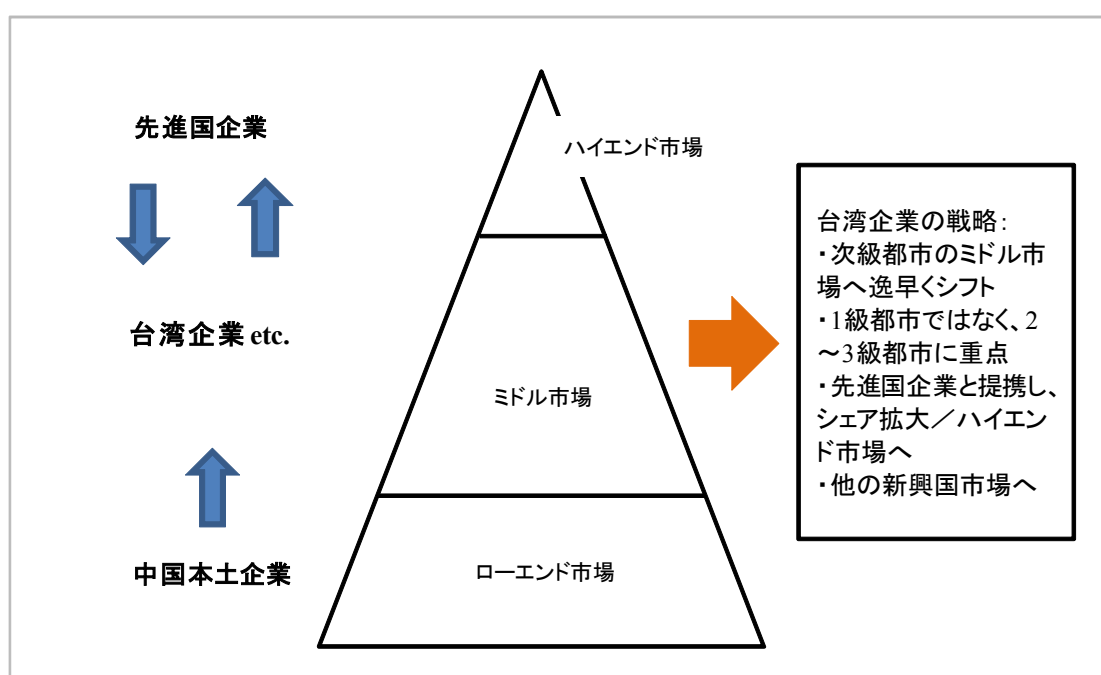 先進国企業
ハイエンド市場
台湾企業 etc.
ミドル市場
中国本土企業
ローエンド市場
台湾企業の戦略:
・次級都市のミドル市
場へ逸早くシフト
・1級都市ではなく、2
～3級都市に重点
・先進国企業と提携し、
シェア拡大／ハイエン
ド市場へ
・他の新興国市場へ